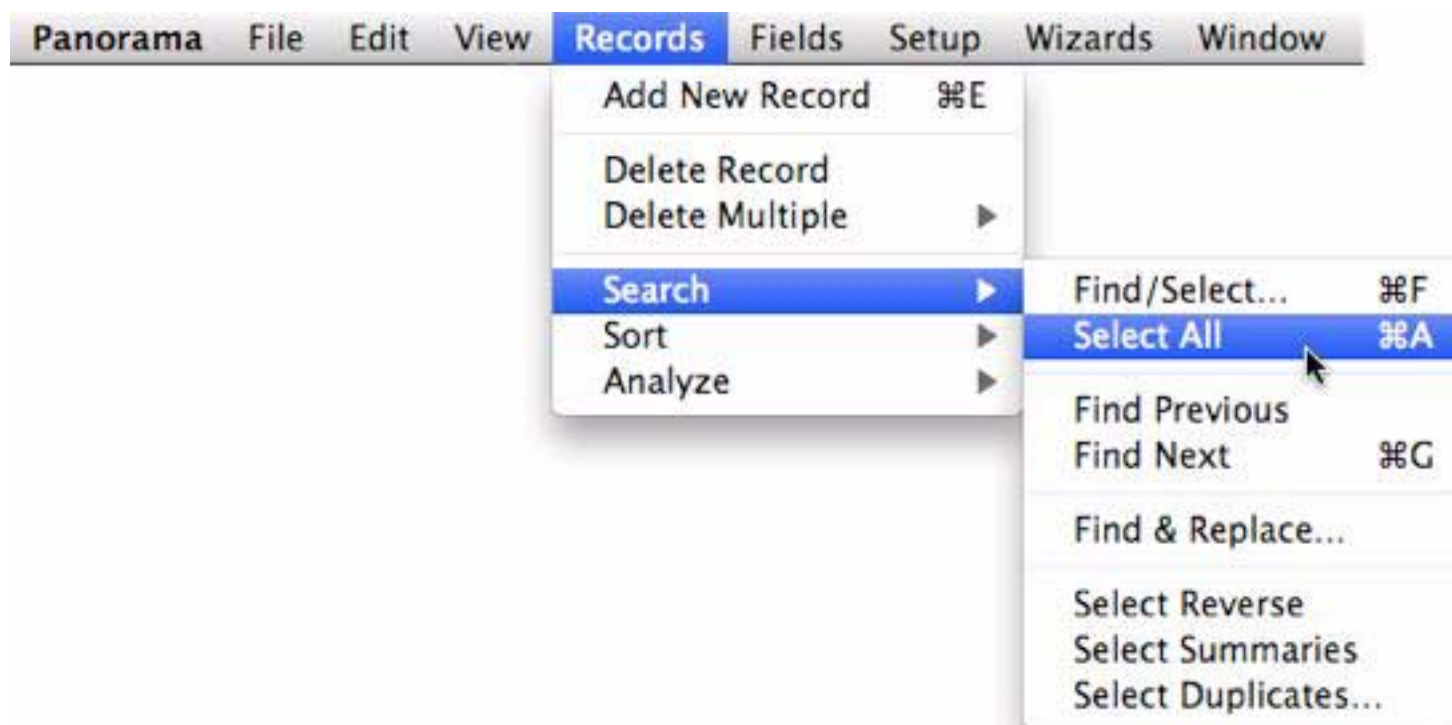 Panorama File Edit View Records Fields Setup Wizards Window
Add New Record ⌘E
Delete Record
Delete Multiple ▶
Search ▶
Sort ▶
Analyze ▶
Find/Select... ⌘F
Select All ⌘A
Find Previous
Find Next ⌘G
Find & Replace...
Select Reverse
Select Summaries
Select Duplicates...